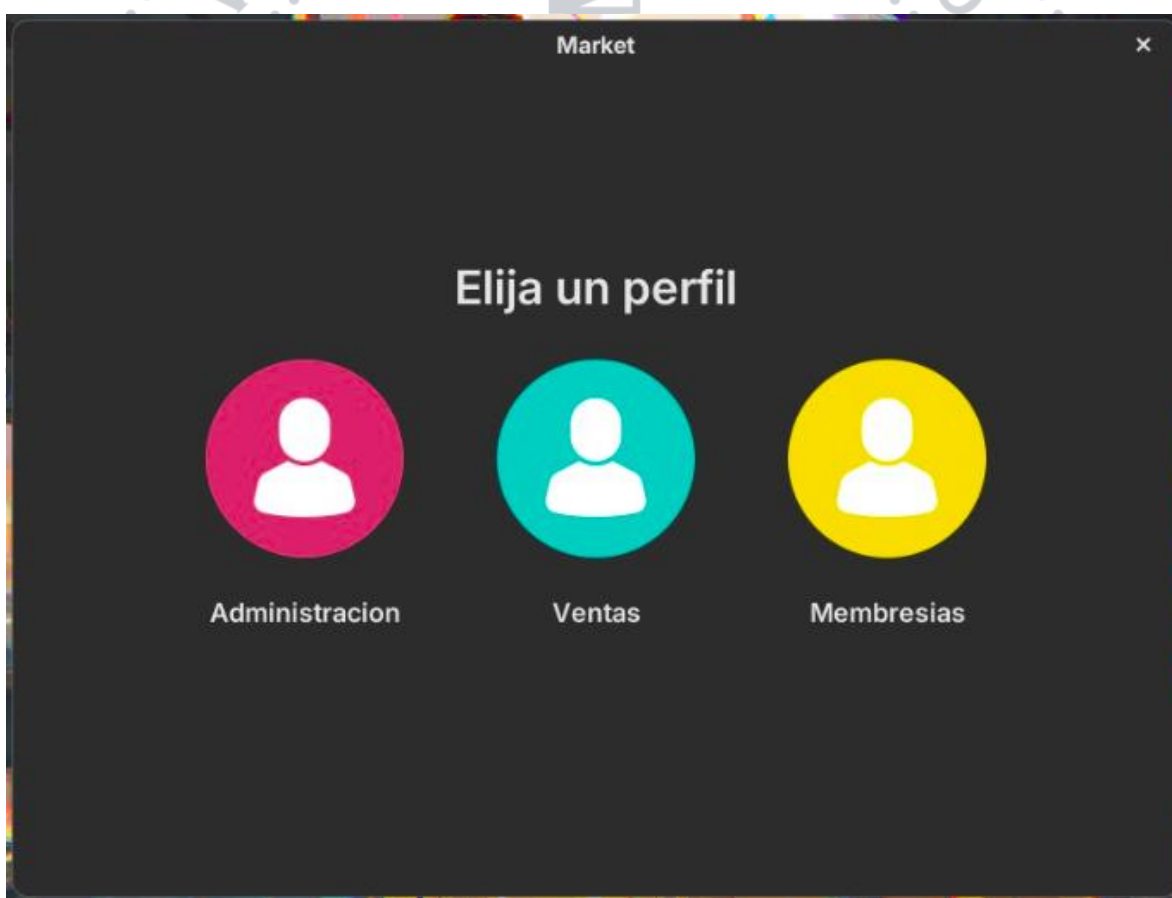 Market
Elija un perfil
Administracion
Ventas
Membresias